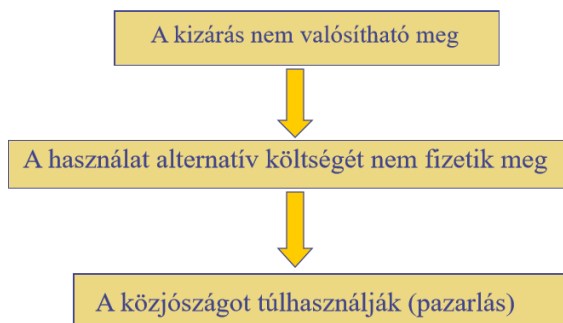 A kizárás nem valósítható meg
A használat alternatív költségét nem fizetik meg
A közjószágot túlhasználják (pazarlás)